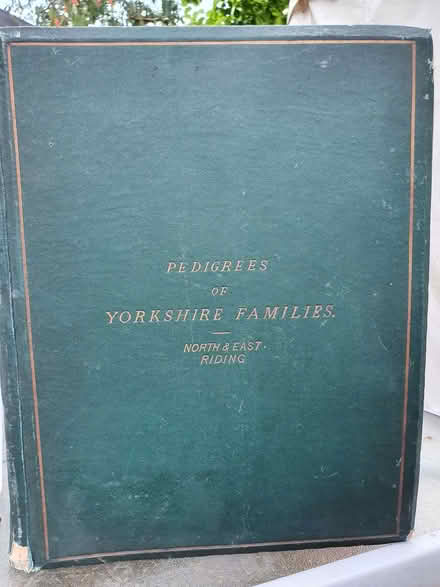 PEDIGREES
OF
YORKSHIRE FAMILIES.
NORTH & EAST
RIDING